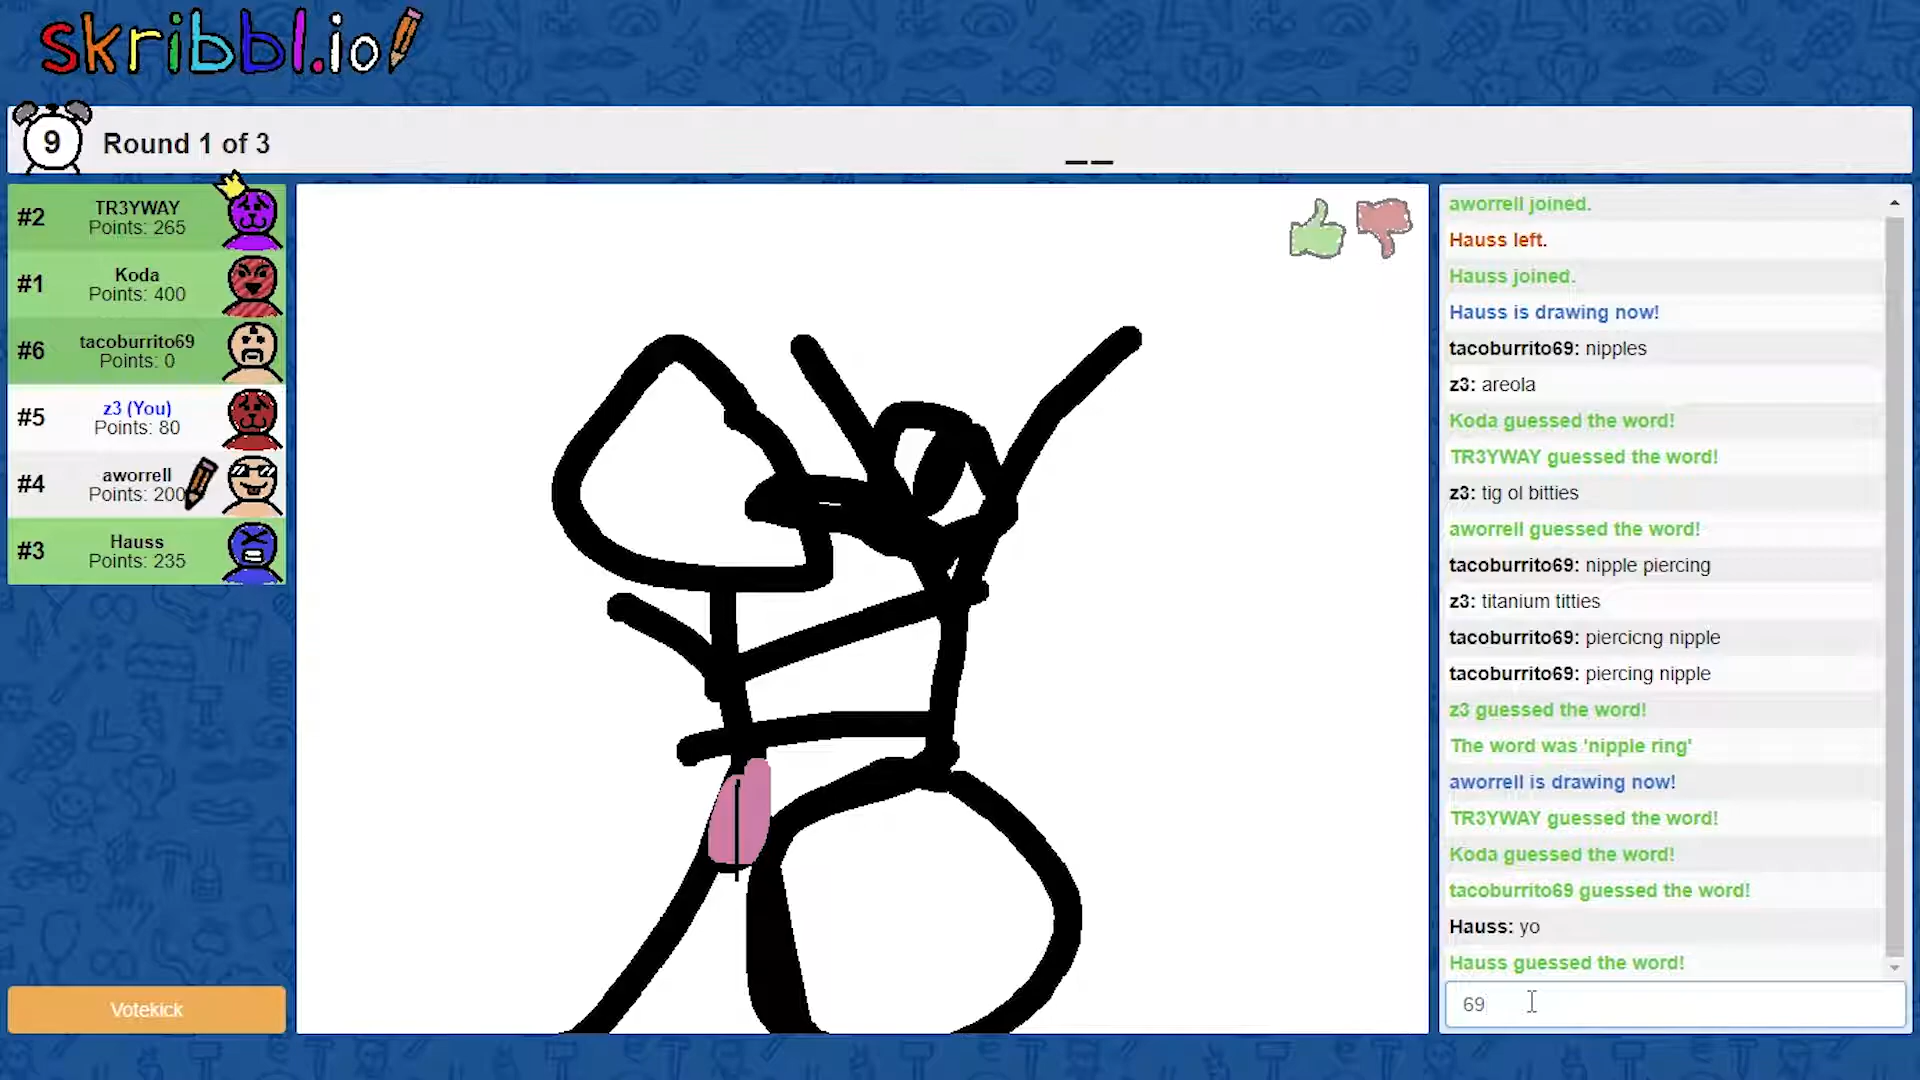 skribbl.io
9
Round 1 of 3
__
#2
TR3YWAY
Points: 265
#1
Koda
Points: 400
#6
tacoburrito69
Points: 0
#5
z3 (You)
Points: 80
#4
aworrell
Points: 200
#3
Hauss
Points: 235
Votekick
aworrell joined.
Hauss left.
Hauss joined.
Hauss is drawing now!
tacoburrito69: nipples
z3: areola
Koda guessed the word!
TR3YWAY guessed the word!
z3: tig ol bitties
aworrell guessed the word!
tacoburrito69: nipple piercing
z3: titanium titties
tacoburrito69: piercicng nipple
tacoburrito69: piercing nipple
z3 guessed the word!
The word was 'nipple ring'
aworrell is drawing now!
TR3YWAY guessed the word!
Koda guessed the word!
tacoburrito69 guessed the word!
Hauss: yo
Hauss guessed the word!
69